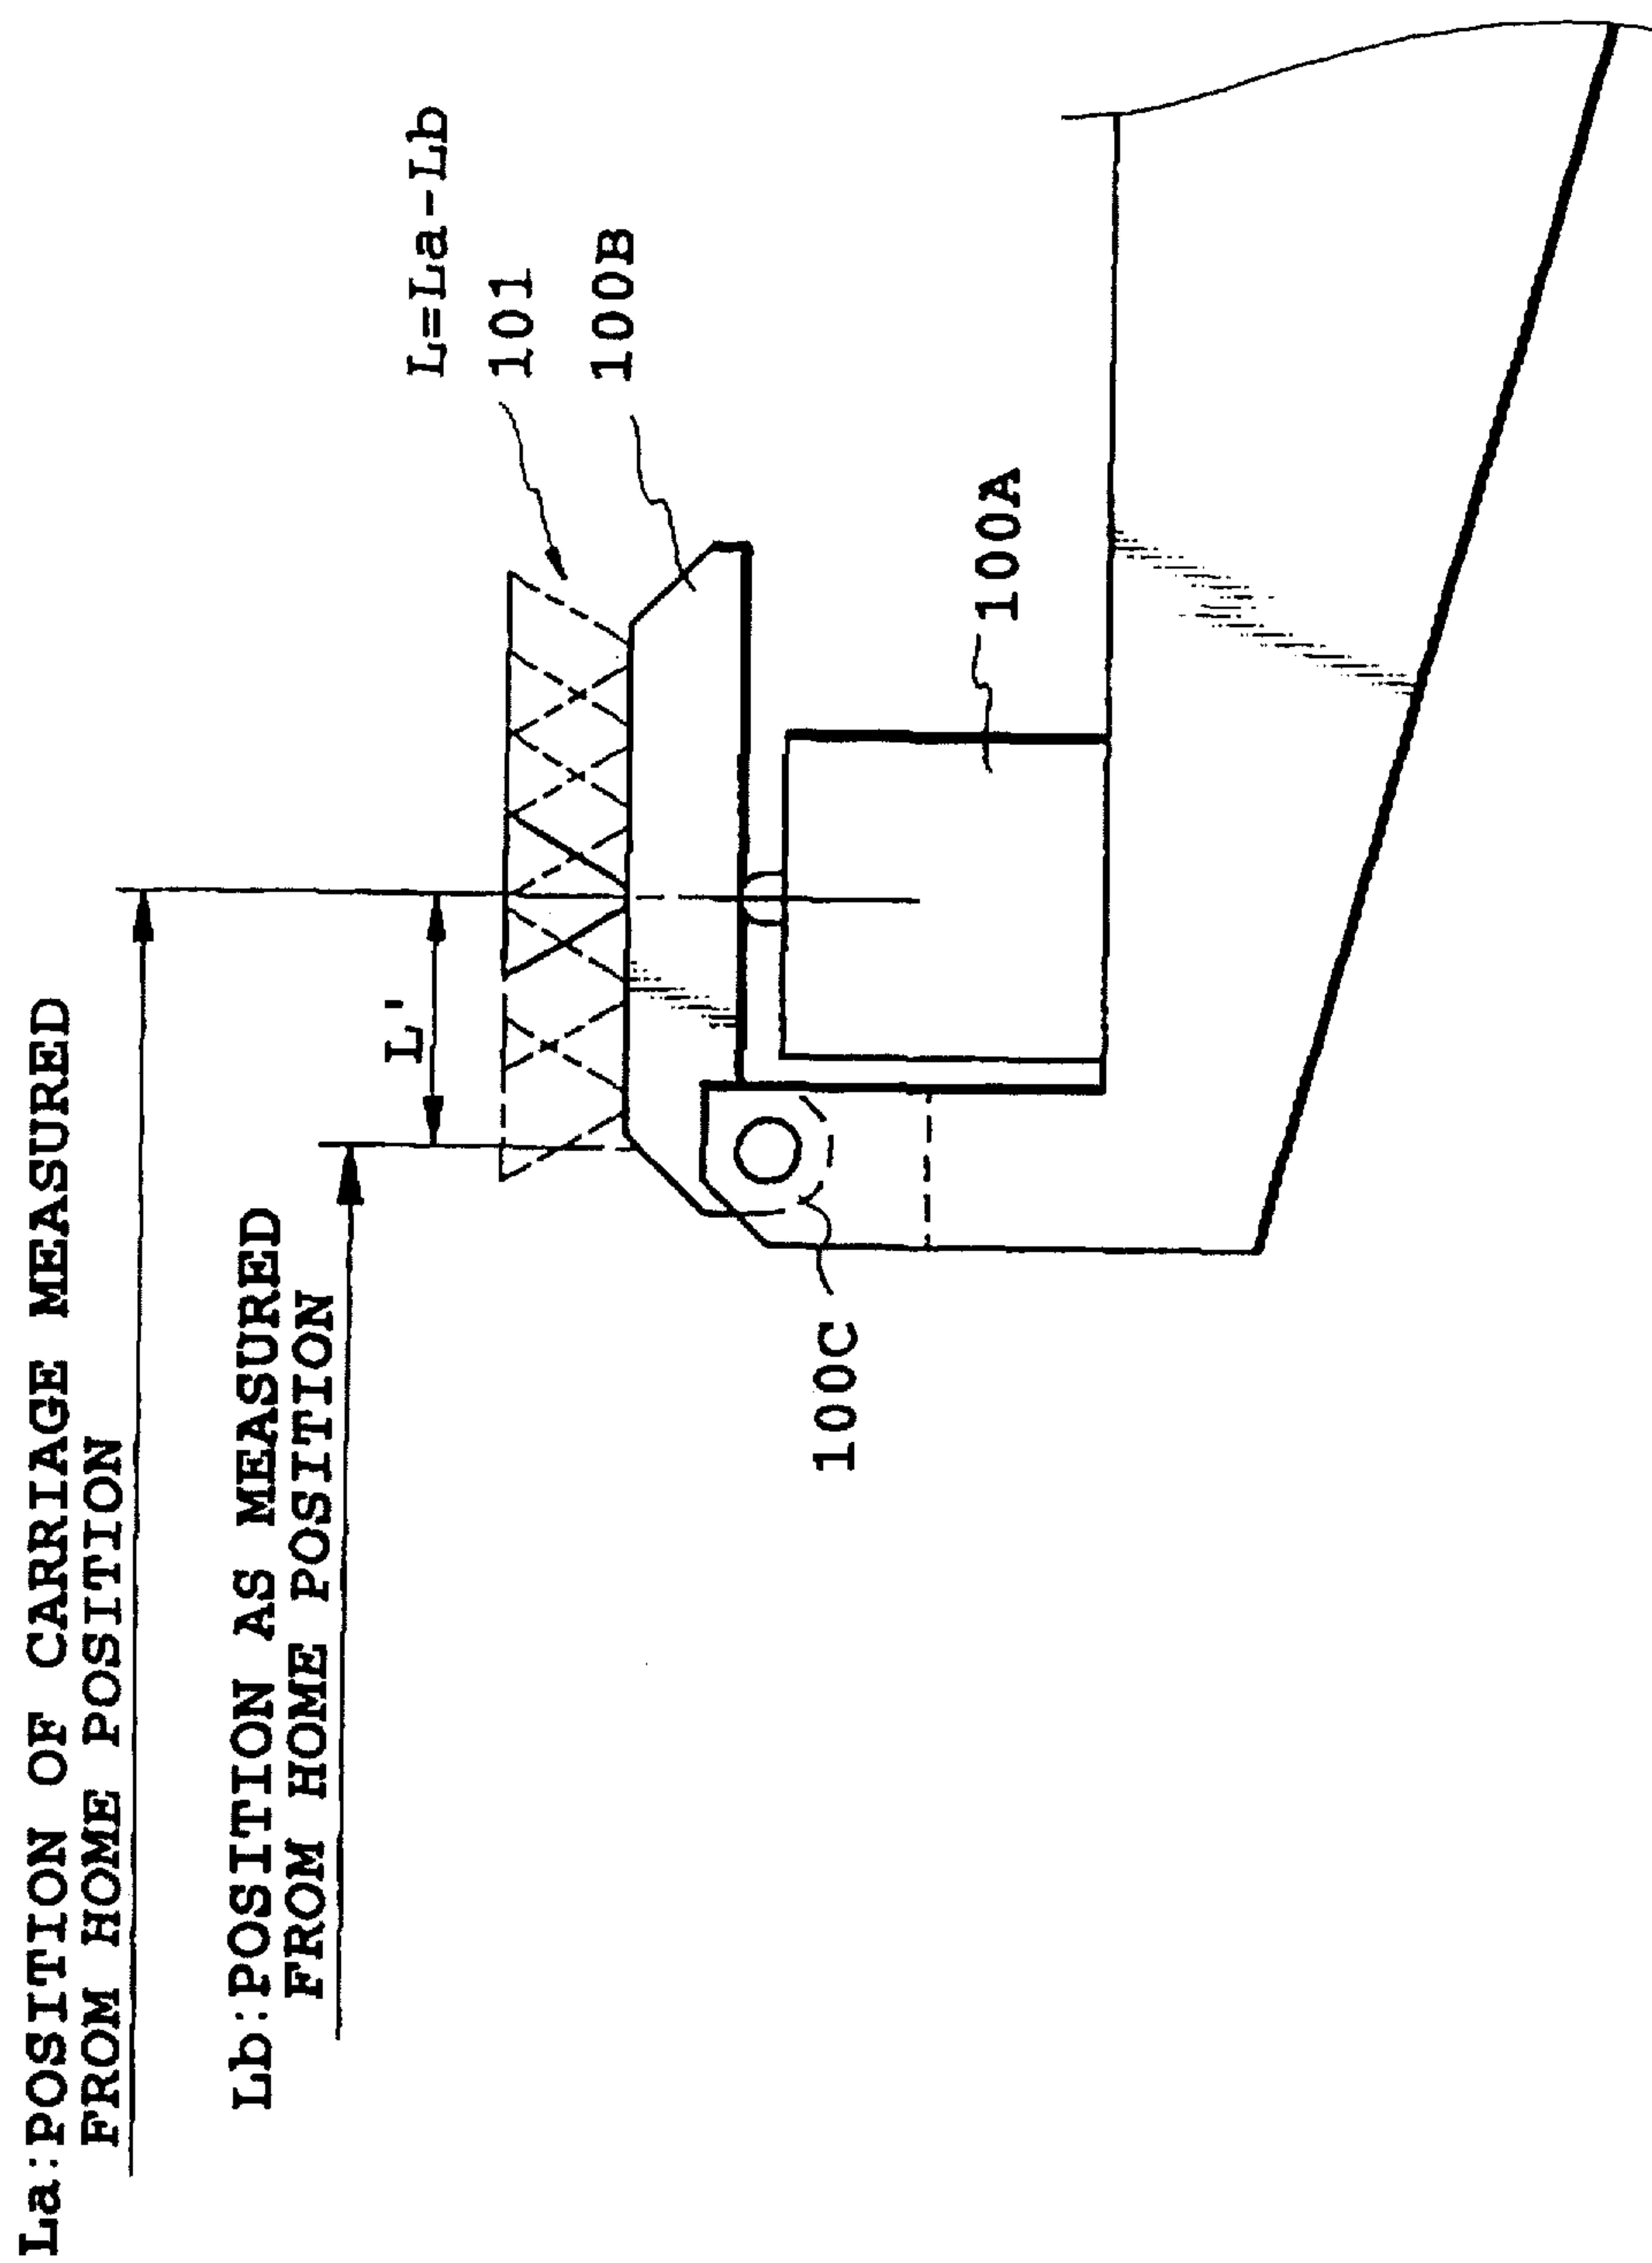 La:POSITION OF CARRIAGE MEASURED
FROM HOME POSITION
Lb:POSITION AS MEASURED
FROM HOME POSITION
L'
L=La-Lb
101
100B
100A
100C